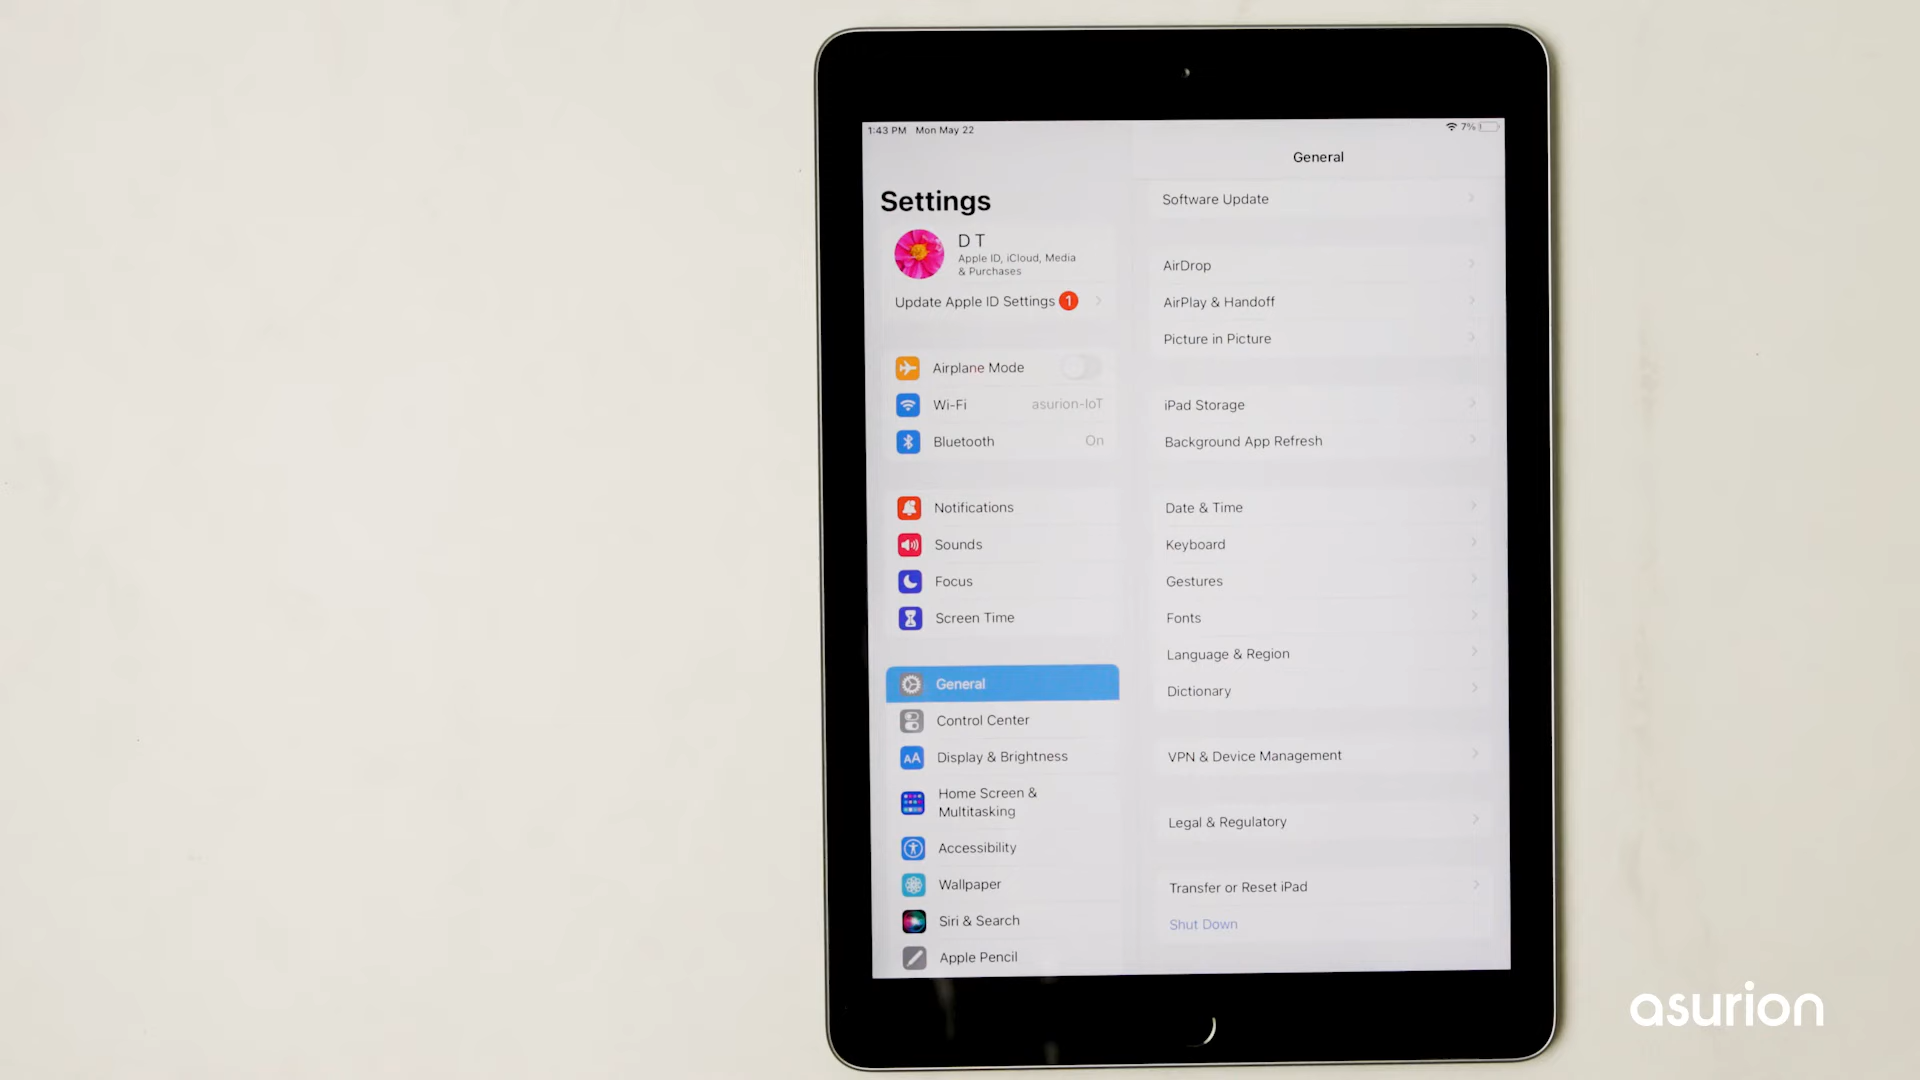 1:43 PM Mon May 22
7%
General
Settings
D T
Apple ID, iCloud, Media
& Purchases
Update Apple ID Settings 1
Airplane Mode
Wi-Fi asurion-IoT
Bluetooth On
Notifications
Sounds
Focus
Screen Time
General
Control Center
AA Display & Brightness
Home Screen &
Multitasking
Accessibility
Wallpaper
Siri & Search
Apple Pencil
Software Update
AirDrop
AirPlay & Handoff
Picture in Picture
iPad Storage
Background App Refresh
Date & Time
Keyboard
Gestures
Fonts
Language & Region
Dictionary
VPN & Device Management
Legal & Regulatory
Transfer or Reset iPad
Shut Down
asurion